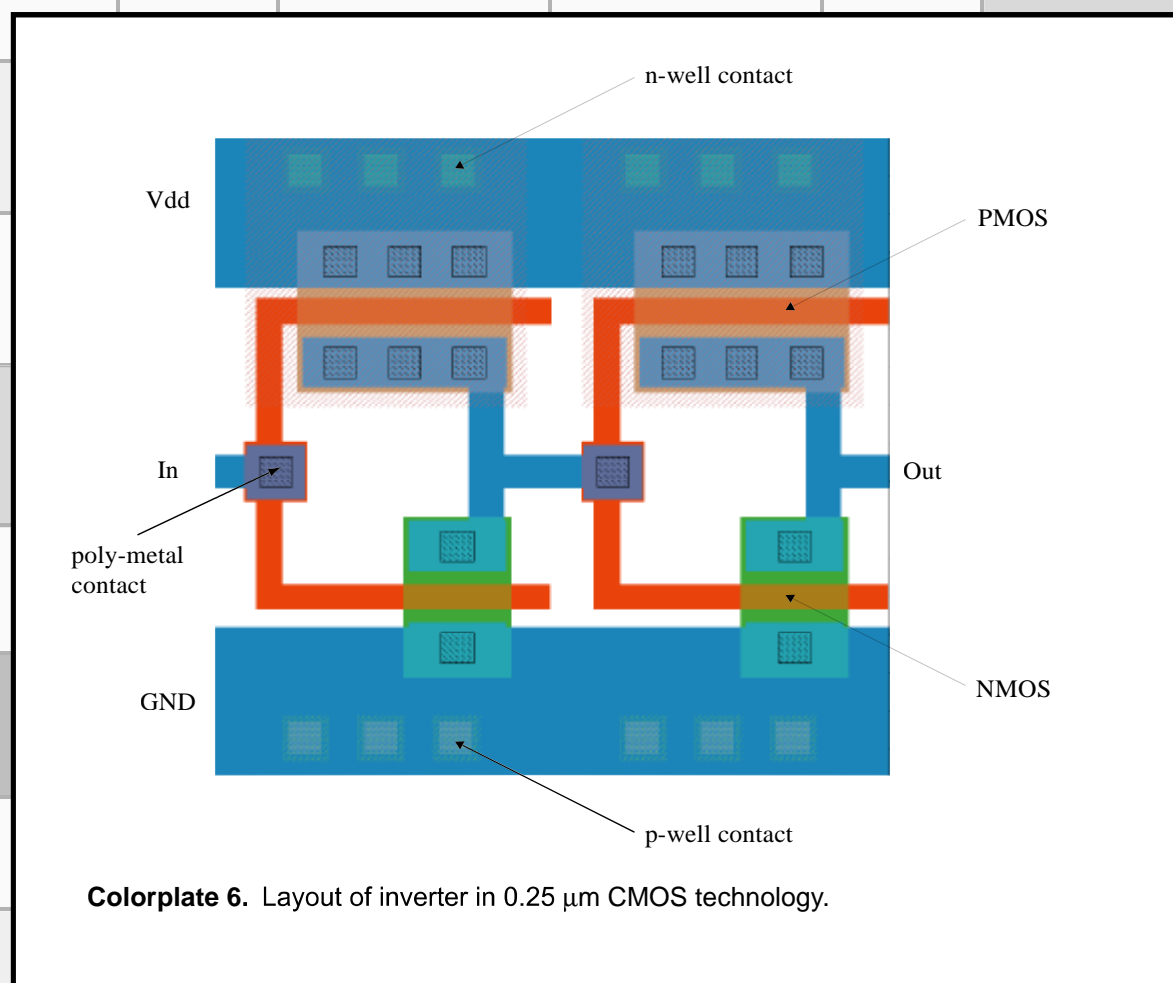 n-well contact
Vdd
PMOS
In
Out
poly-metal
contact
GND
NMOS
p-well contact
Colorplate 6. Layout of inverter in 0.25 μm CMOS technology.